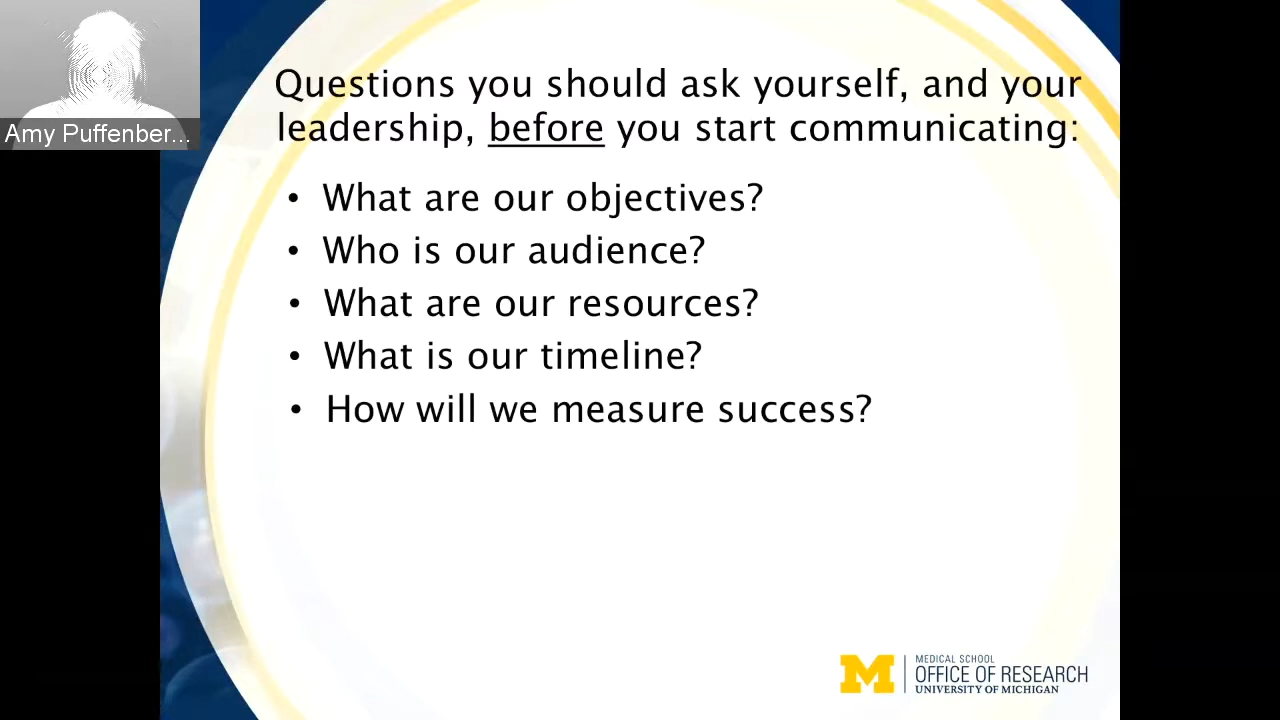 Amy Puffenber...
Questions you should ask yourself, and your
leadership, before you start communicating:
• What are our objectives?
• Who is our audience?
• What are our resources?
• What is our timeline?
• How will we measure success?
M
MEDICAL SCHOOL
OFFICE OF RESEARCH
UNIVERSITY OF MICHIGAN